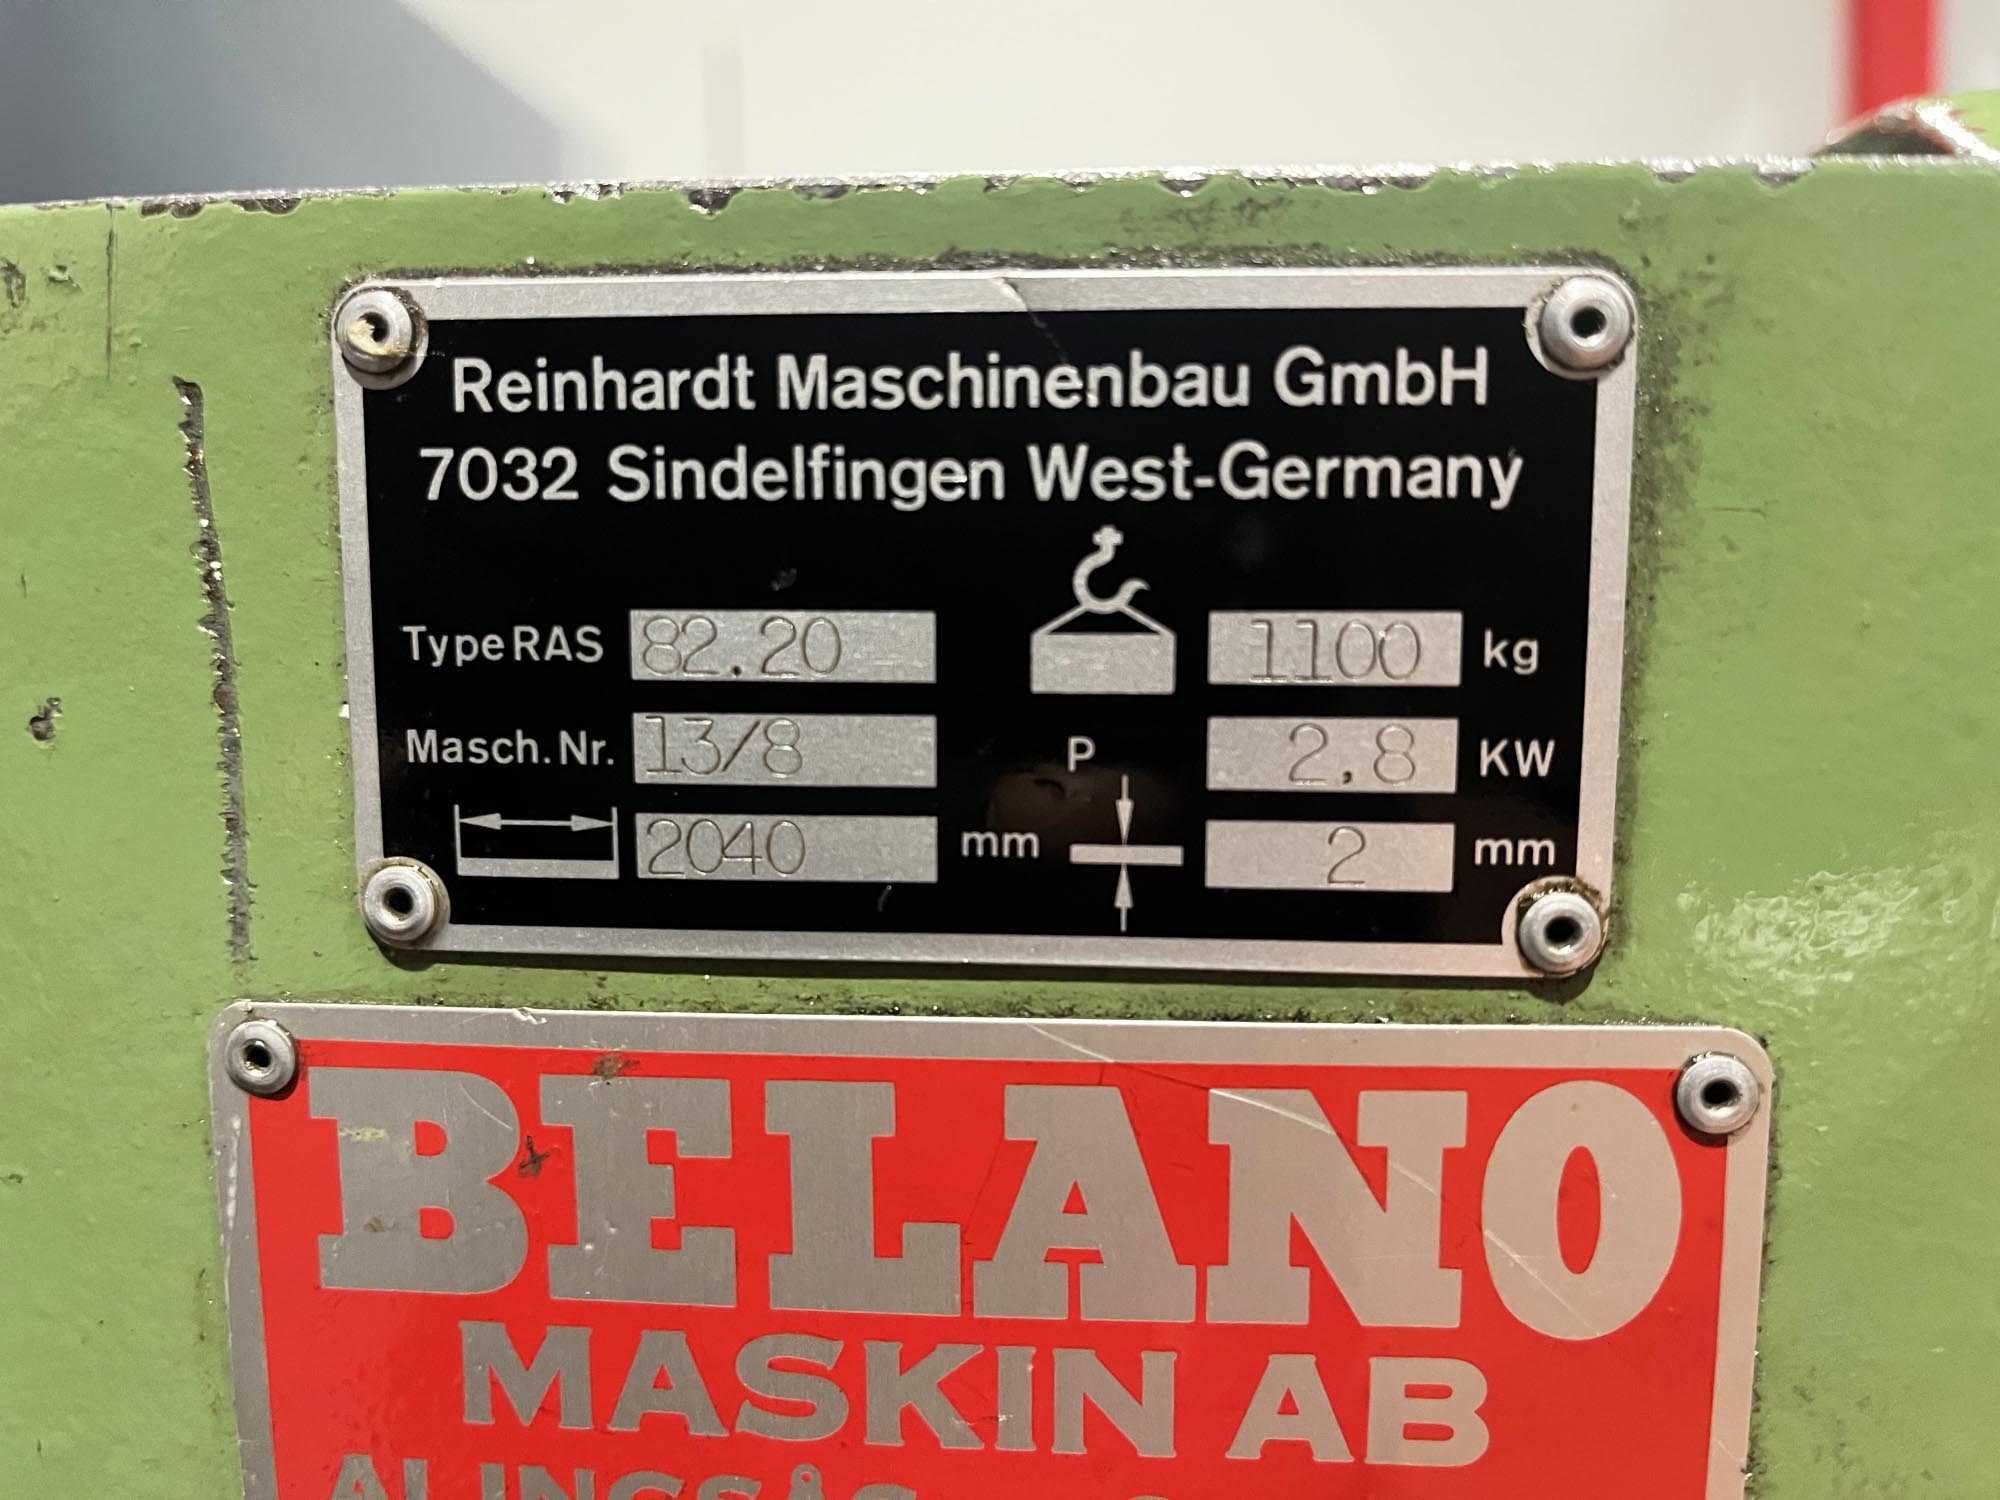 Reinhardt Maschinenbau GmbH
7032 Sindelfingen West-Germany
Type RAS 82.20 1100 kg
Masch. Nr. 13/8 P 2,8 KW
2040 mm 2 mm
BELANO
MASKIN AB
ALINGSÅS